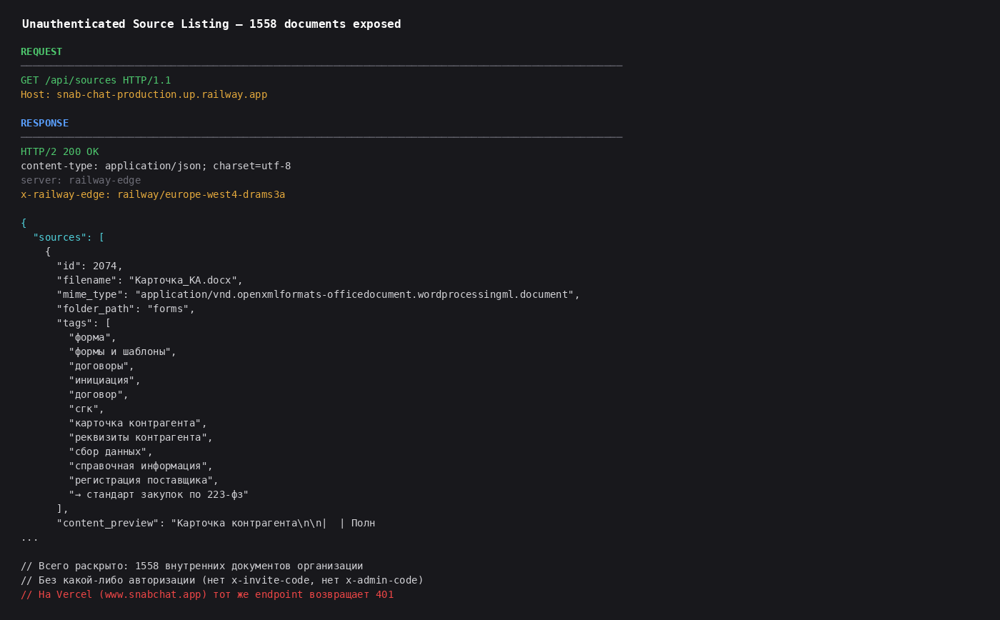 Unauthenticated Source Listing — 1558 documents exposed
REQUEST
GET /api/sources HTTP/1.1
Host: snab-chat-production.up.railway.app
RESPONSE
HTTP/2 200 OK
content-type: application/json; charset=utf-8
server: railway-edge
x-railway-edge: railway/europe-west4-drams3a
{
  "sources": [
    {
      "id": 2074,
      "filename": "Карточка_КА.docx",
      "mime_type": "application/vnd.openxmlformats-officedocument.wordprocessingml.document",
      "folder_path": "forms",
      "tags": [
        "форма",
        "формы и шаблоны",
        "договоры",
        "инициация",
        "договор",
        "сгк",
        "карточка контрагента",
        "реквизиты контрагента",
        "сбор данных",
        "справочная информация",
        "регистрация поставщика",
        "→ стандарт закупок по 223-фз"
      ],
      "content_preview": "Карточка контрагента\n\n|  | Полн
...
// Всего раскрыто: 1558 внутренних документов организации
// Без какой-либо авторизации (нет x-invite-code, нет x-admin-code)
// На Vercel (www.snabchat.app) тот же endpoint возвращает 401